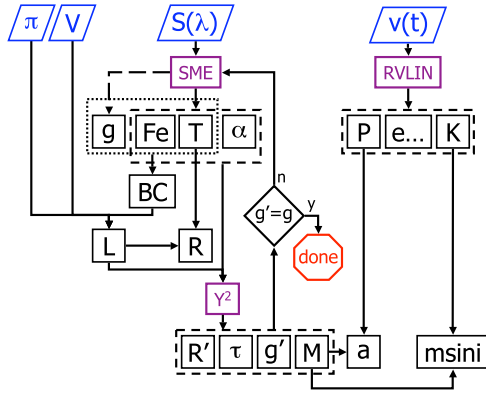 π V S(λ) v(t)
SME RVLIN
g Fe T α P e... K
BC
n
g'=g y
L R done
Y²
R' τ g' M a msini